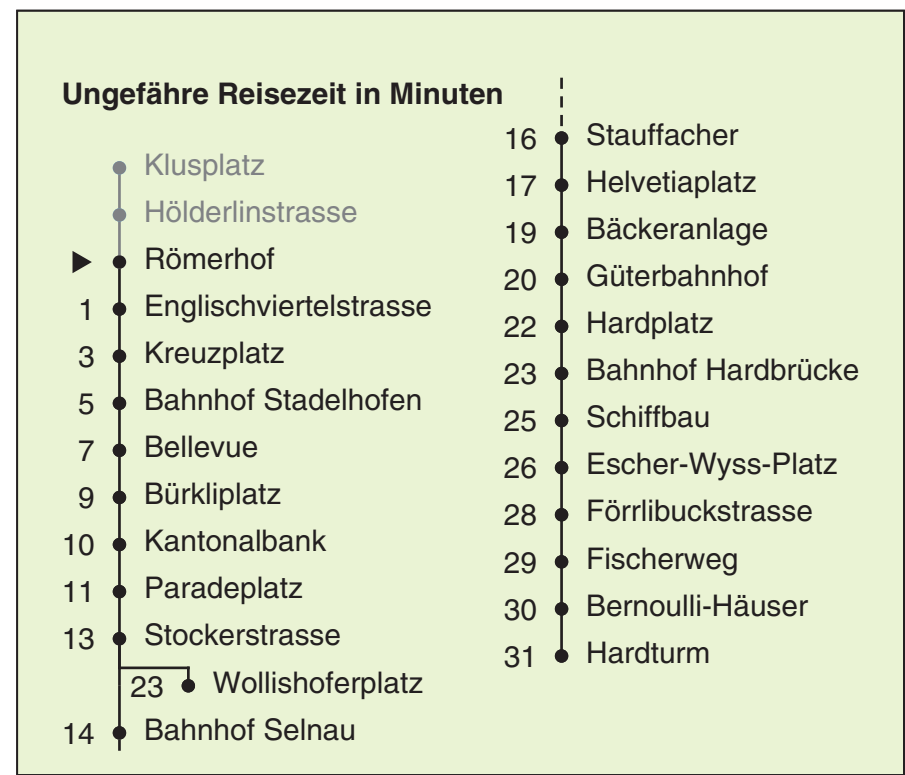 Ungefähre Reisezeit in Minuten
Klusplatz
Hölderlinstrasse
Römerhof
1 Englischviertelstrasse
3 Kreuzplatz
5 Bahnhof Stadelhofen
7 Bellevue
9 Bürkliplatz
10 Kantonalbank
11 Paradeplatz
13 Stockerstrasse
23 Wollishoferplatz
14 Bahnhof Selnau
16 Stauffacher
17 Helvetiaplatz
19 Bäckeranlage
20 Güterbahnhof
22 Hardplatz
23 Bahnhof Hardbrücke
25 Schiffbau
26 Escher-Wyss-Platz
28 Förrlibuckstrasse
29 Fischerweg
30 Bernoulli-Häuser
31 Hardturm